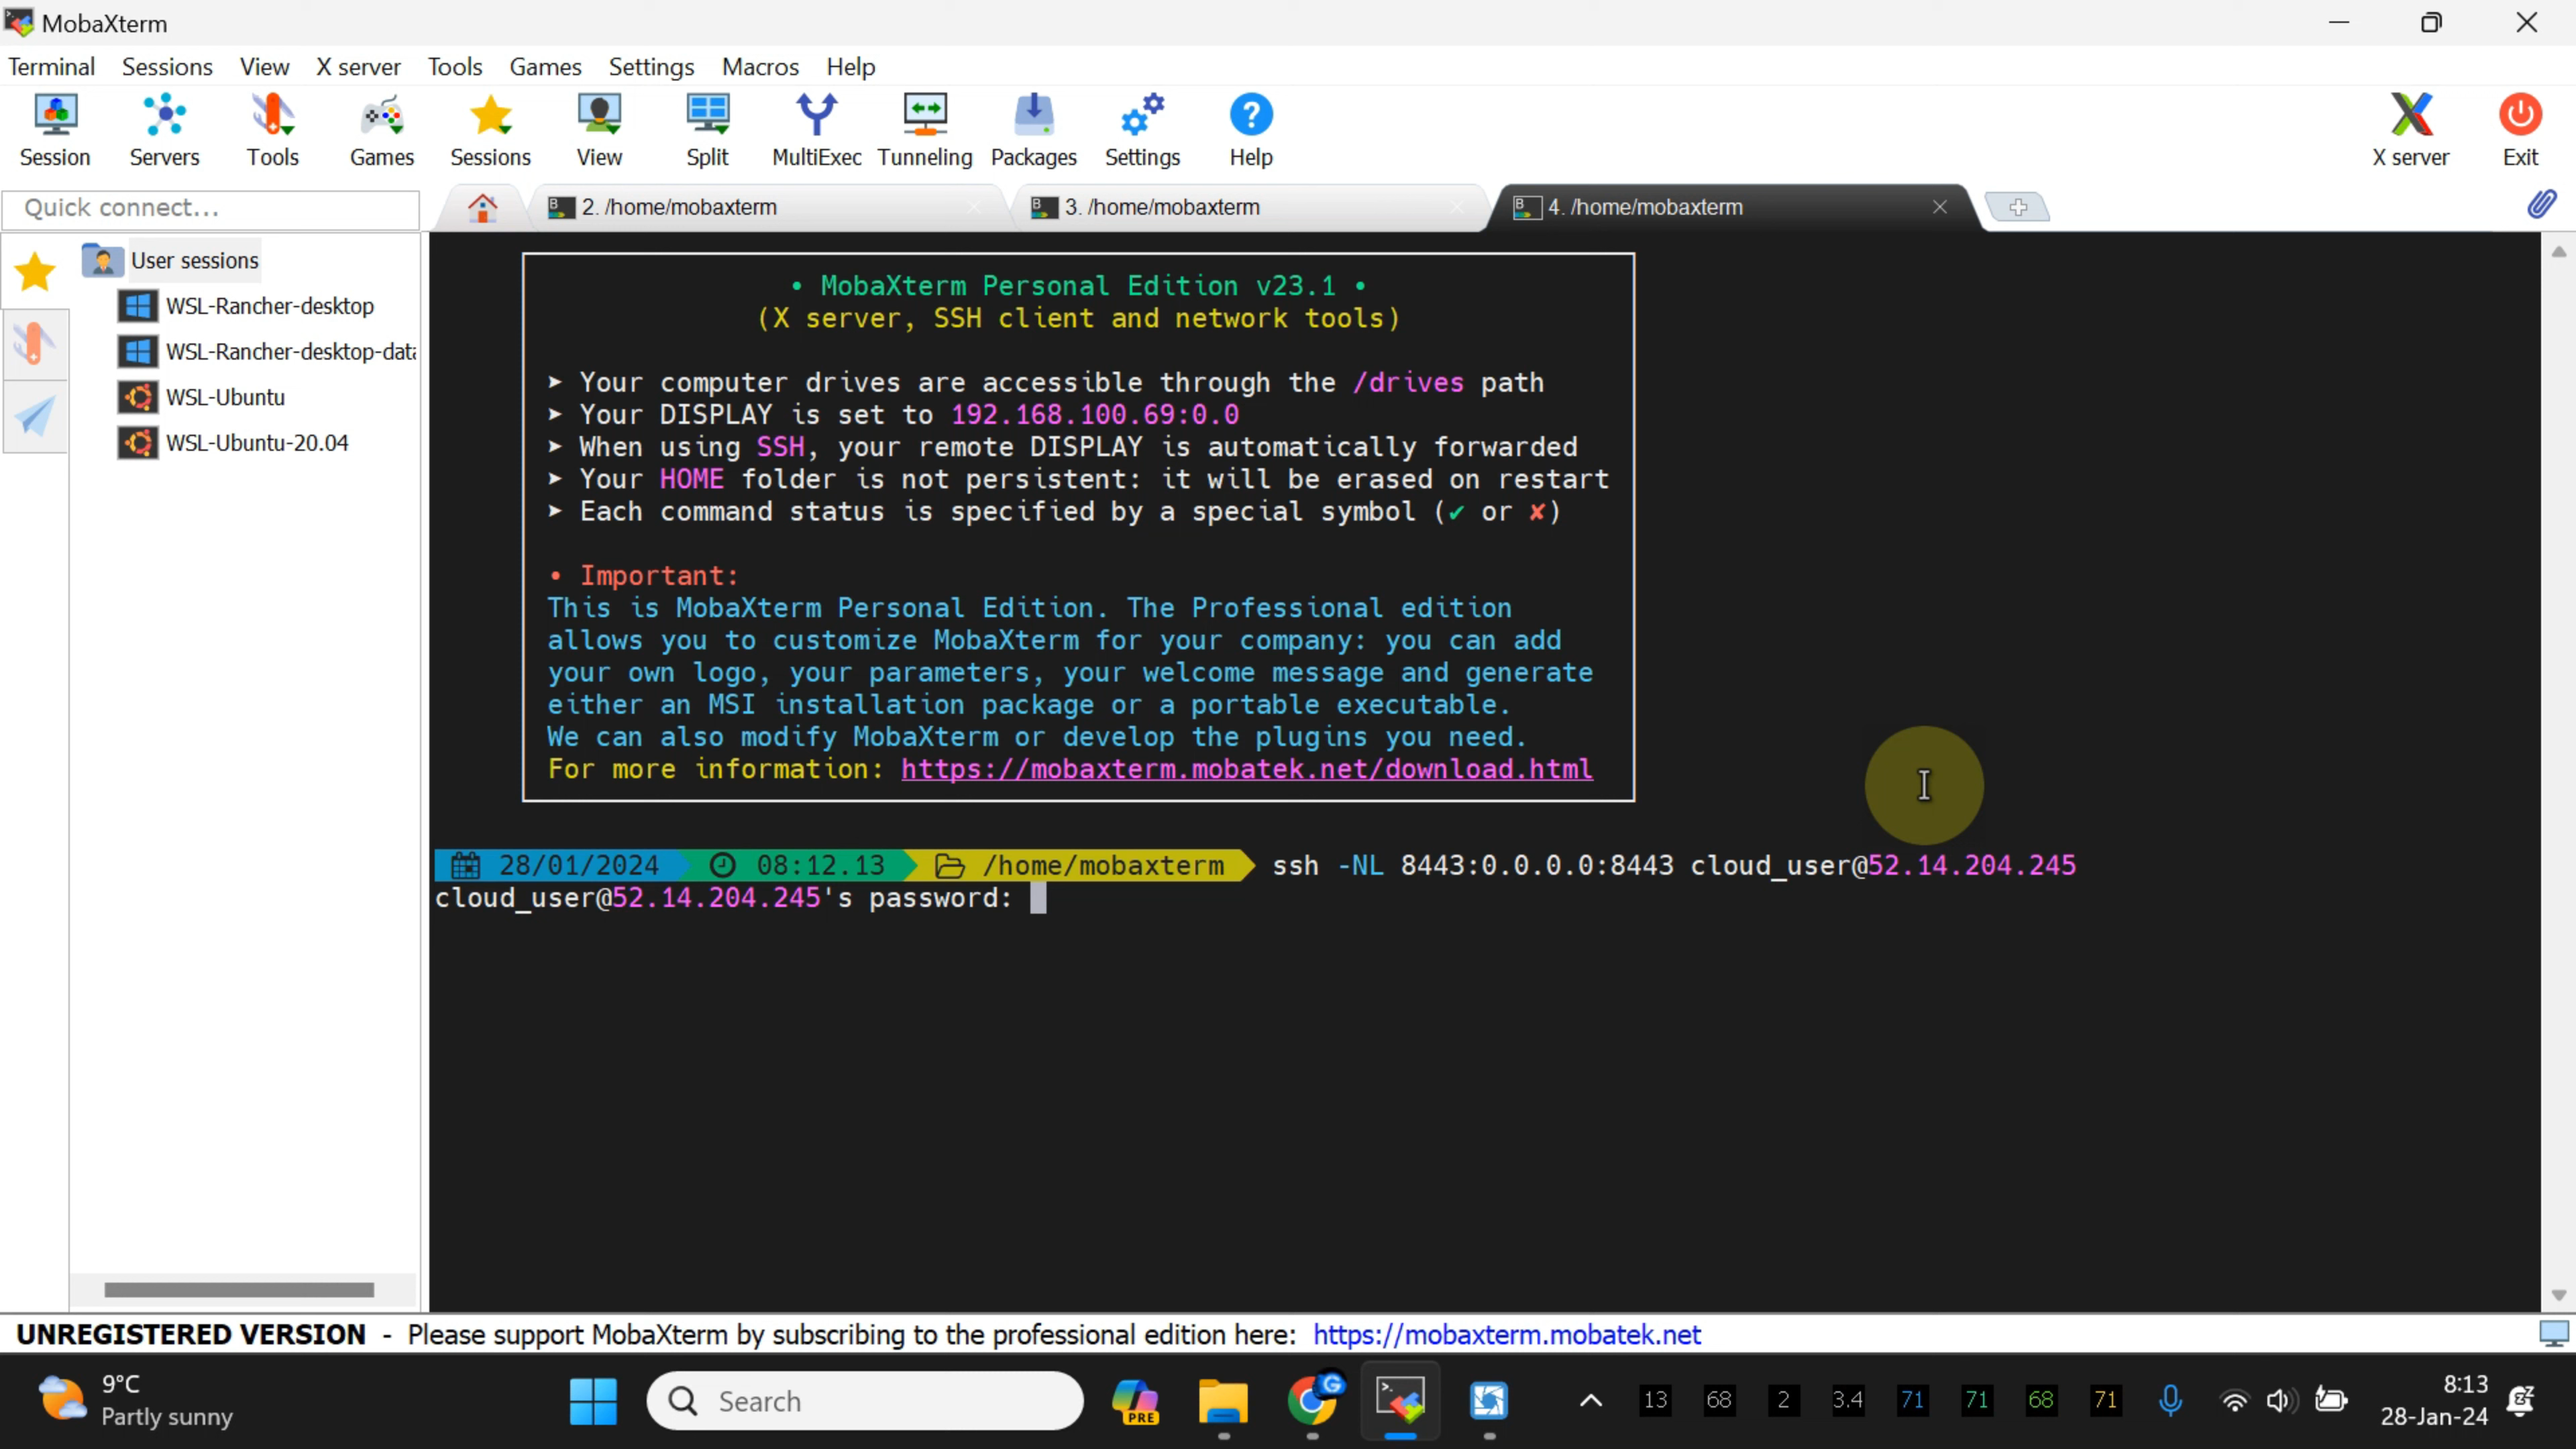 MobaXterm
Terminal Sessions View X server Tools Games Settings Macros Help
Session Servers Tools Games Sessions View Split MultiExec Tunneling Packages Settings Help X server Exit
Quick connect...
2. /home/mobaxterm
3. /home/mobaxterm
4. /home/mobaxterm
User sessions
WSL-Rancher-desktop
WSL-Rancher-desktop-data
WSL-Ubuntu
WSL-Ubuntu-20.04
• MobaXterm Personal Edition v23.1 •
(X server, SSH client and network tools)
➤ Your computer drives are accessible through the /drives path
➤ Your DISPLAY is set to 192.168.100.69:0.0
➤ When using SSH, your remote DISPLAY is automatically forwarded
➤ Your HOME folder is not persistent: it will be erased on restart
➤ Each command status is specified by a special symbol (✔ or ✘)
• Important:
This is MobaXterm Personal Edition. The Professional edition
allows you to customize MobaXterm for your company: you can add
your own logo, your parameters, your welcome message and generate
either an MSI installation package or a portable executable.
We can also modify MobaXterm or develop the plugins you need.
For more information: https://mobaxterm.mobatek.net/download.html
28/01/2024 08:12.13 /home/mobaxterm ssh -NL 8443:0.0.0.0:8443 cloud_user@52.14.204.245
cloud_user@52.14.204.245's password:
UNREGISTERED VERSION - Please support MobaXterm by subscribing to the professional edition here: https://mobaxterm.mobatek.net
9°C
Partly sunny
Search
PRE
G
13 68 2 3.4 71 71 68 71
8:13
28-Jan-24